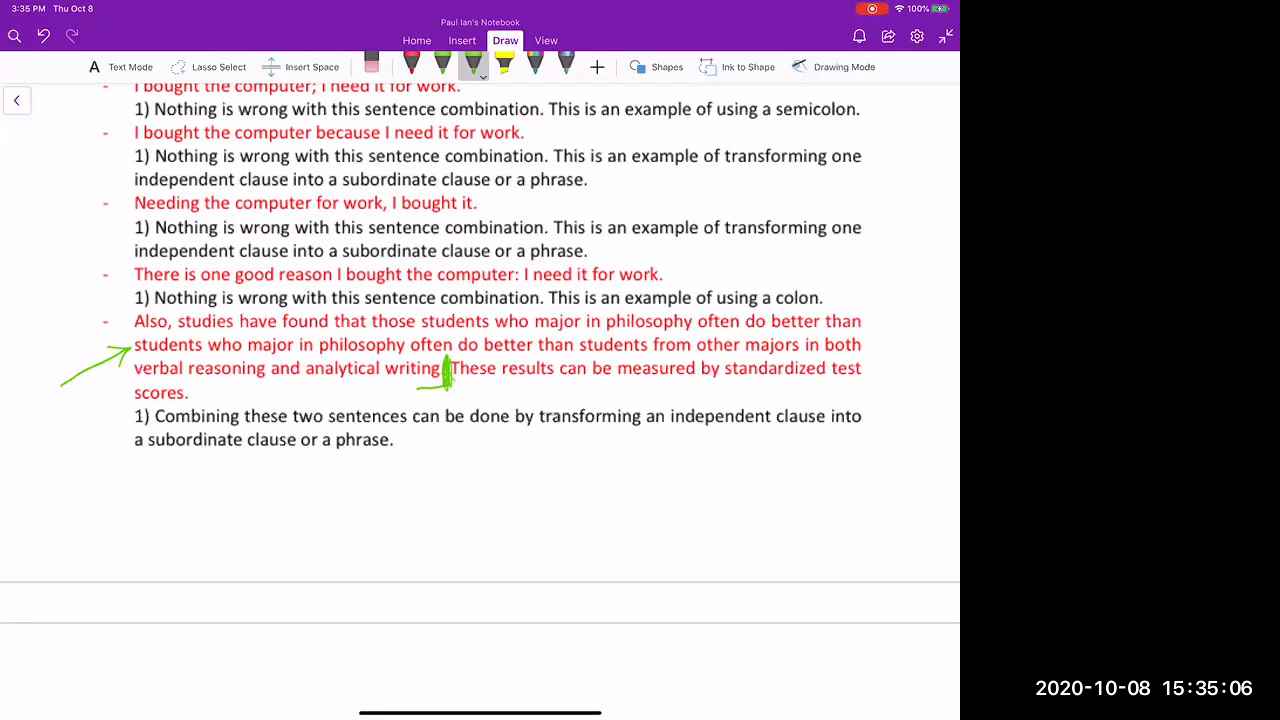 3:35 PM Thu Oct 8
100%
Paul Ian's Notebook
Home Insert Draw View
A Text Mode Lasso Select Insert Space Shapes Ink to Shape Drawing Mode
- I bought the computer; I need it for work.
1) Nothing is wrong with this sentence combination. This is an example of using a semicolon.
- I bought the computer because I need it for work.
1) Nothing is wrong with this sentence combination. This is an example of transforming one
independent clause into a subordinate clause or a phrase.
- Needing the computer for work, I bought it.
1) Nothing is wrong with this sentence combination. This is an example of transforming one
independent clause into a subordinate clause or a phrase.
- There is one good reason I bought the computer: I need it for work.
1) Nothing is wrong with this sentence combination. This is an example of using a colon.
- Also, studies have found that those students who major in philosophy often do better than
students who major in philosophy often do better than students from other majors in both
verbal reasoning and analytical writing These results can be measured by standardized test
scores.
1) Combining these two sentences can be done by transforming an independent clause into
a subordinate clause or a phrase.
2020-10-08 15:35:06